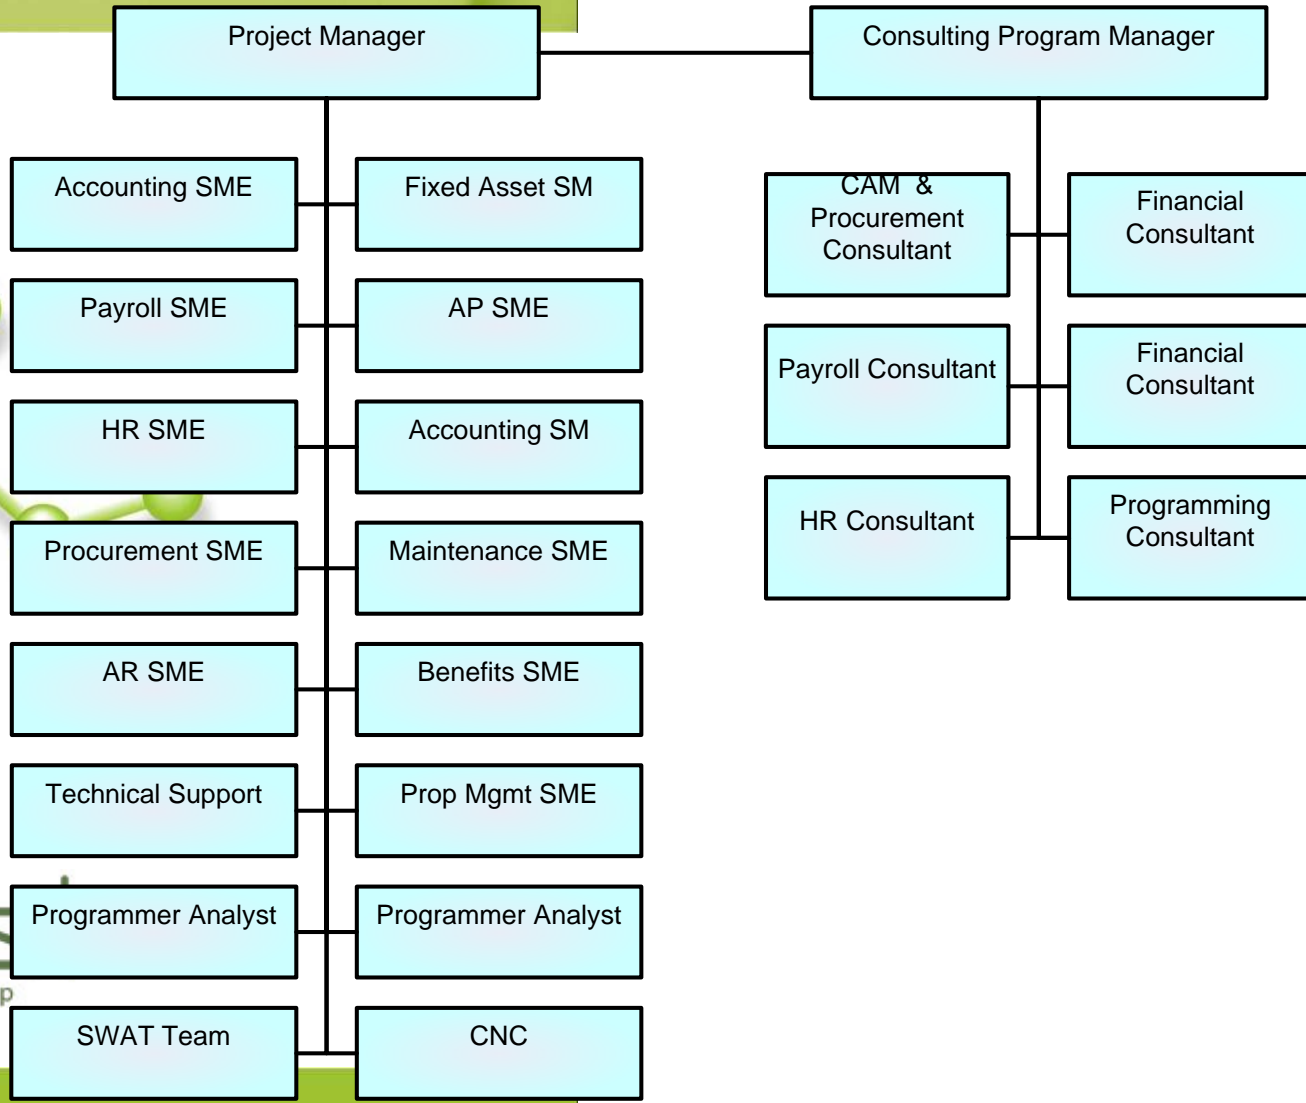 Project Manager
Consulting Program Manager
Accounting SME
Fixed Asset SM
Payroll SME
AP SME
HR SME
Accounting SM
Procurement SME
Maintenance SME
AR SME
Benefits SME
Technical Support
Prop Mgmt SME
Programmer Analyst
Programmer Analyst
SWAT Team
CNC
CAM &
Procurement
Consultant
Financial
Consultant
Payroll Consultant
Financial
Consultant
HR Consultant
Programming
Consultant
p